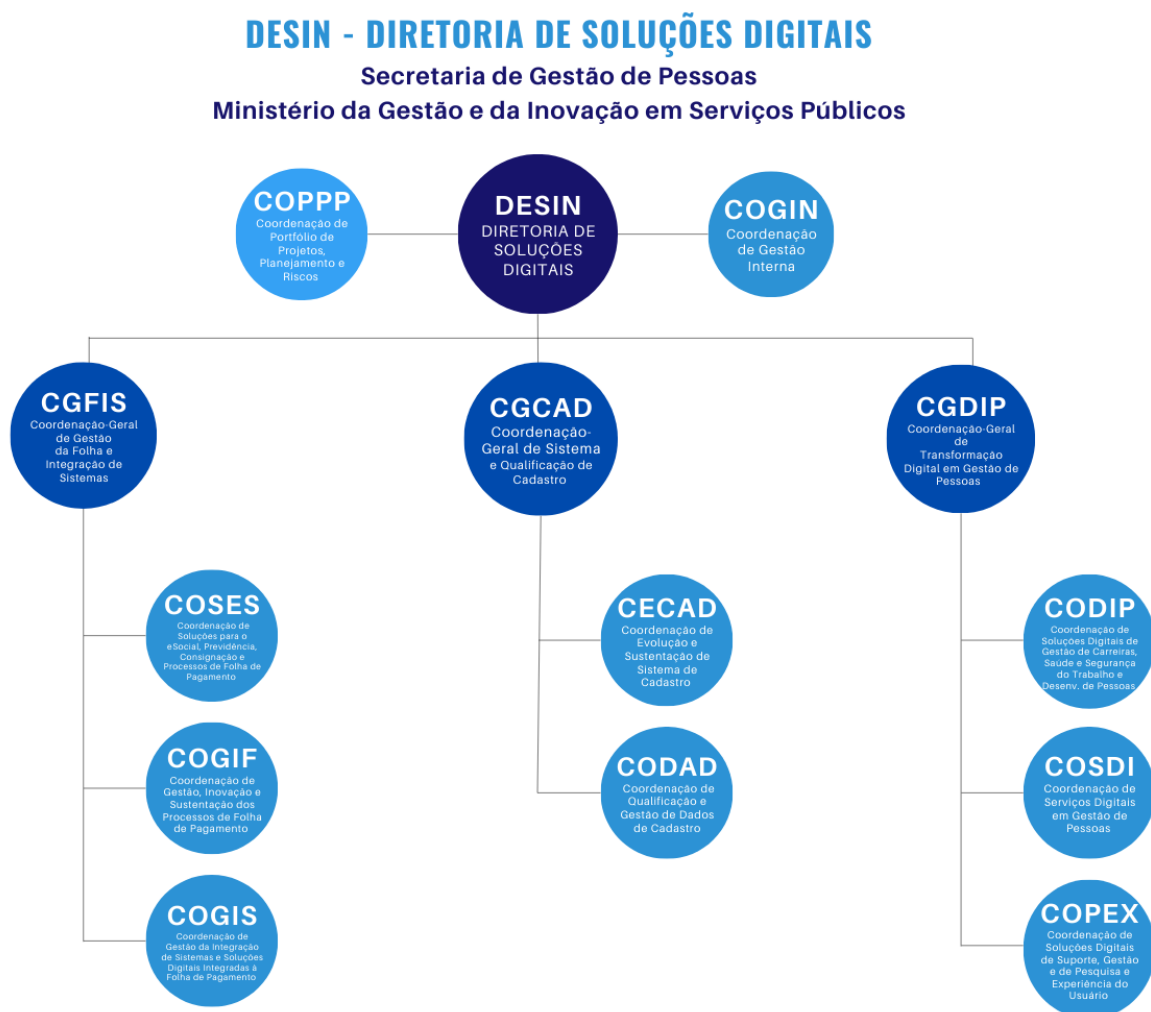 DESIN - DIRETORIA DE SOLUÇÕES DIGITAIS
Secretaria de Gestão de Pessoas
Ministério da Gestão e da Inovação em Serviços Públicos
COPPP
Coordenação de
Portfólio de
Projetos,
Planejamento e
Riscos
DESIN
DIRETORIA DE
SOLUÇÕES
DIGITAIS
COGIN
Coordenação
de Gestão
Interna
CGFIS
Coordenação-Geral
de Gestão
da Folha e
Integração de
Sistemas
CGCAD
Coordenação-
Geral de Sistema
e Qualificação de
Cadastro
CGDIP
Coordenação-Geral
de
Transformação
Digital em Gestão de
Pessoas
COSES
Coordenação de
Soluções para o
eSocial, Previdência,
Consignação e
Processos de Folha de
Pagamento
CECAD
Coordenação de
Evolução e
Sustentação de
Sistema de
Cadastro
CODIP
Coordenação de
Soluções Digitais de
Gestão de Carreiras,
Saúde e Segurança
do Trabalho e
Desenv. de Pessoas
COGIF
Coordenação de
Gestão, Inovação e
Sustentação dos
Processos de Folha
de Pagamento
CODAD
Coordenação de
Qualificação e
Gestão de Dados
de Cadastro
COSDI
Coordenação de
Serviços Digitais
em Gestão de
Pessoas
COGIS
Coordenação de
Gestão da Integração
de Sistemas e Soluções
Digitais Integradas à
Folha de Pagamento
COPEX
Coordenação de
Soluções Digitais
de Suporte, Gestão
e de Pesquisa e
Experiência do
Usuário